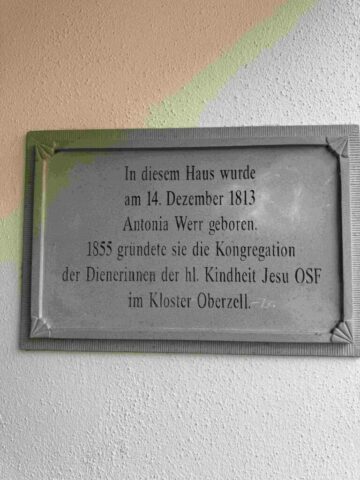 In diesem Haus wurde
am 14. Dezember 1813
Antonia Werr geboren.
1855 gründete sie die Kongregation
der Dienerinnen der hl. Kindheit Jesu OSF
im Kloster Oberzell.